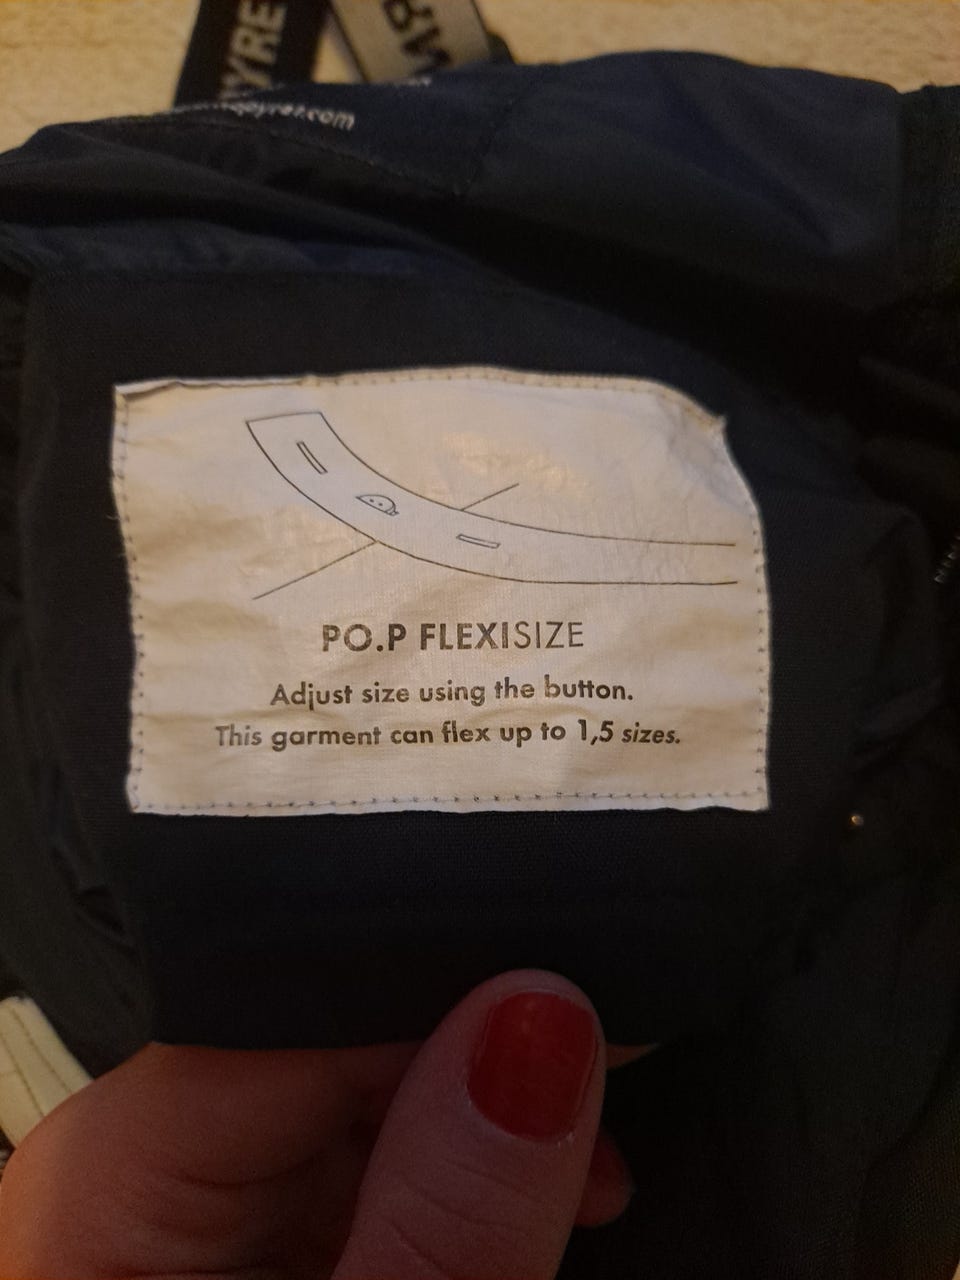 PO.P FLEXISIZE
Adjust size using the button.
This garment can flex up to 1,5 sizes.